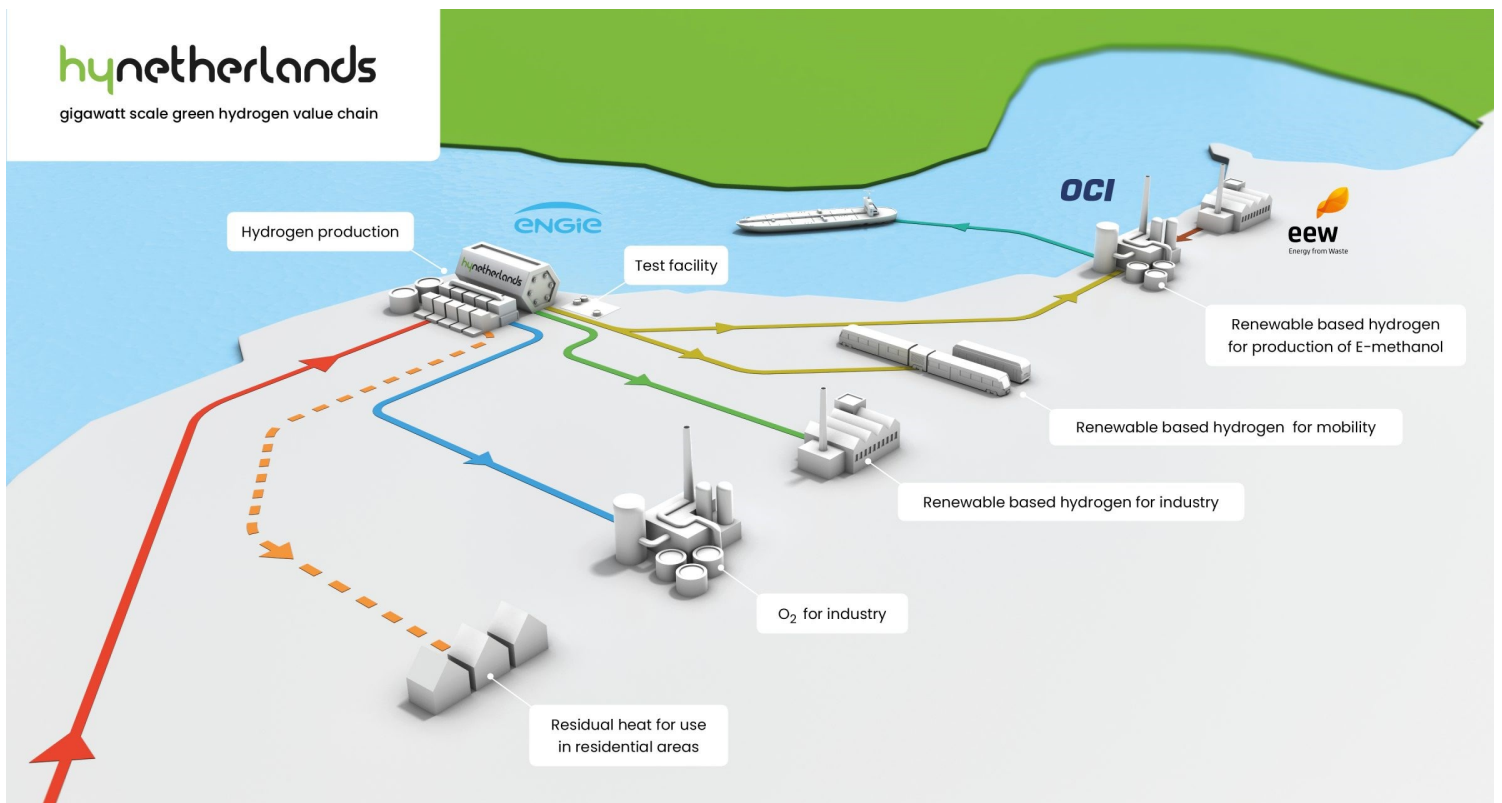 hynetherlands
gigawatt scale green hydrogen value chain
Hydrogen production
ENGIE
hynetherlands
Test facility
OCI
eew
Energy from Waste
Renewable based hydrogen
for production of E-methanol
Renewable based hydrogen for mobility
Renewable based hydrogen for industry
O₂ for industry
Residual heat for use
in residential areas